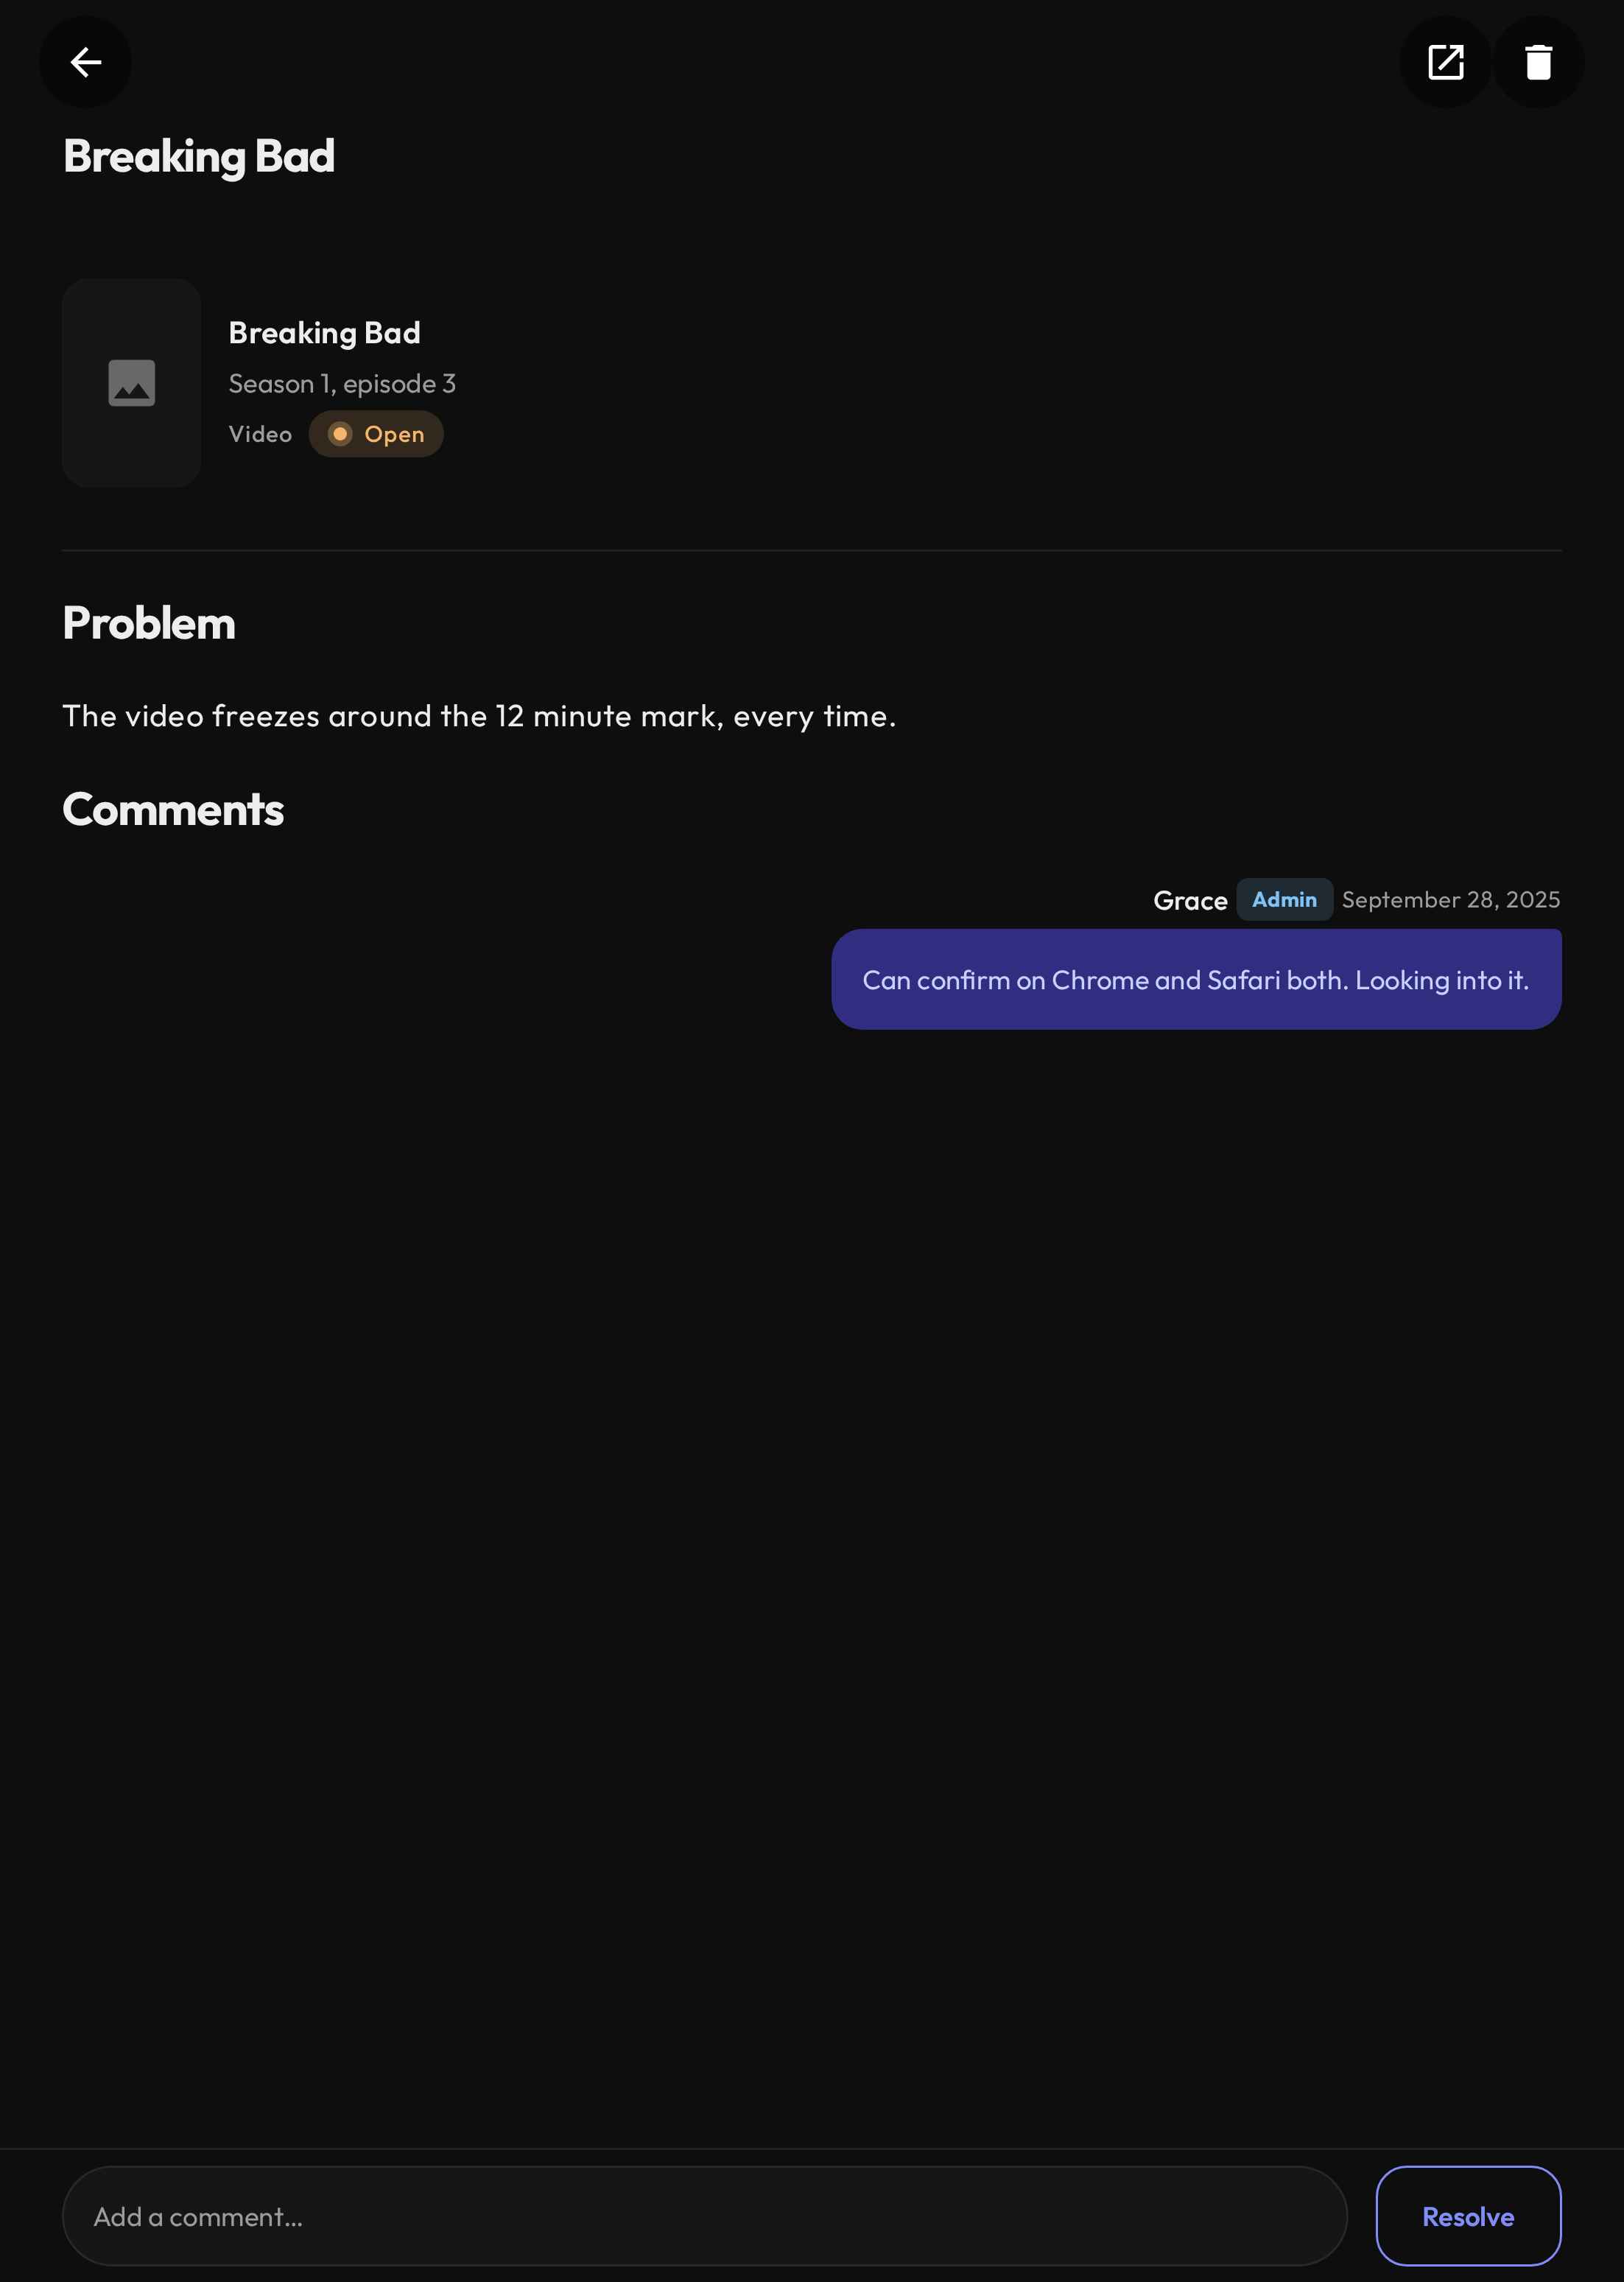 Breaking Bad
Breaking Bad
Season 1, episode 3
Video Open
Problem
The video freezes around the 12 minute mark, every time.
Comments
Grace Admin September 28, 2025
Can confirm on Chrome and Safari both. Looking into it.
Add a comment...
Resolve